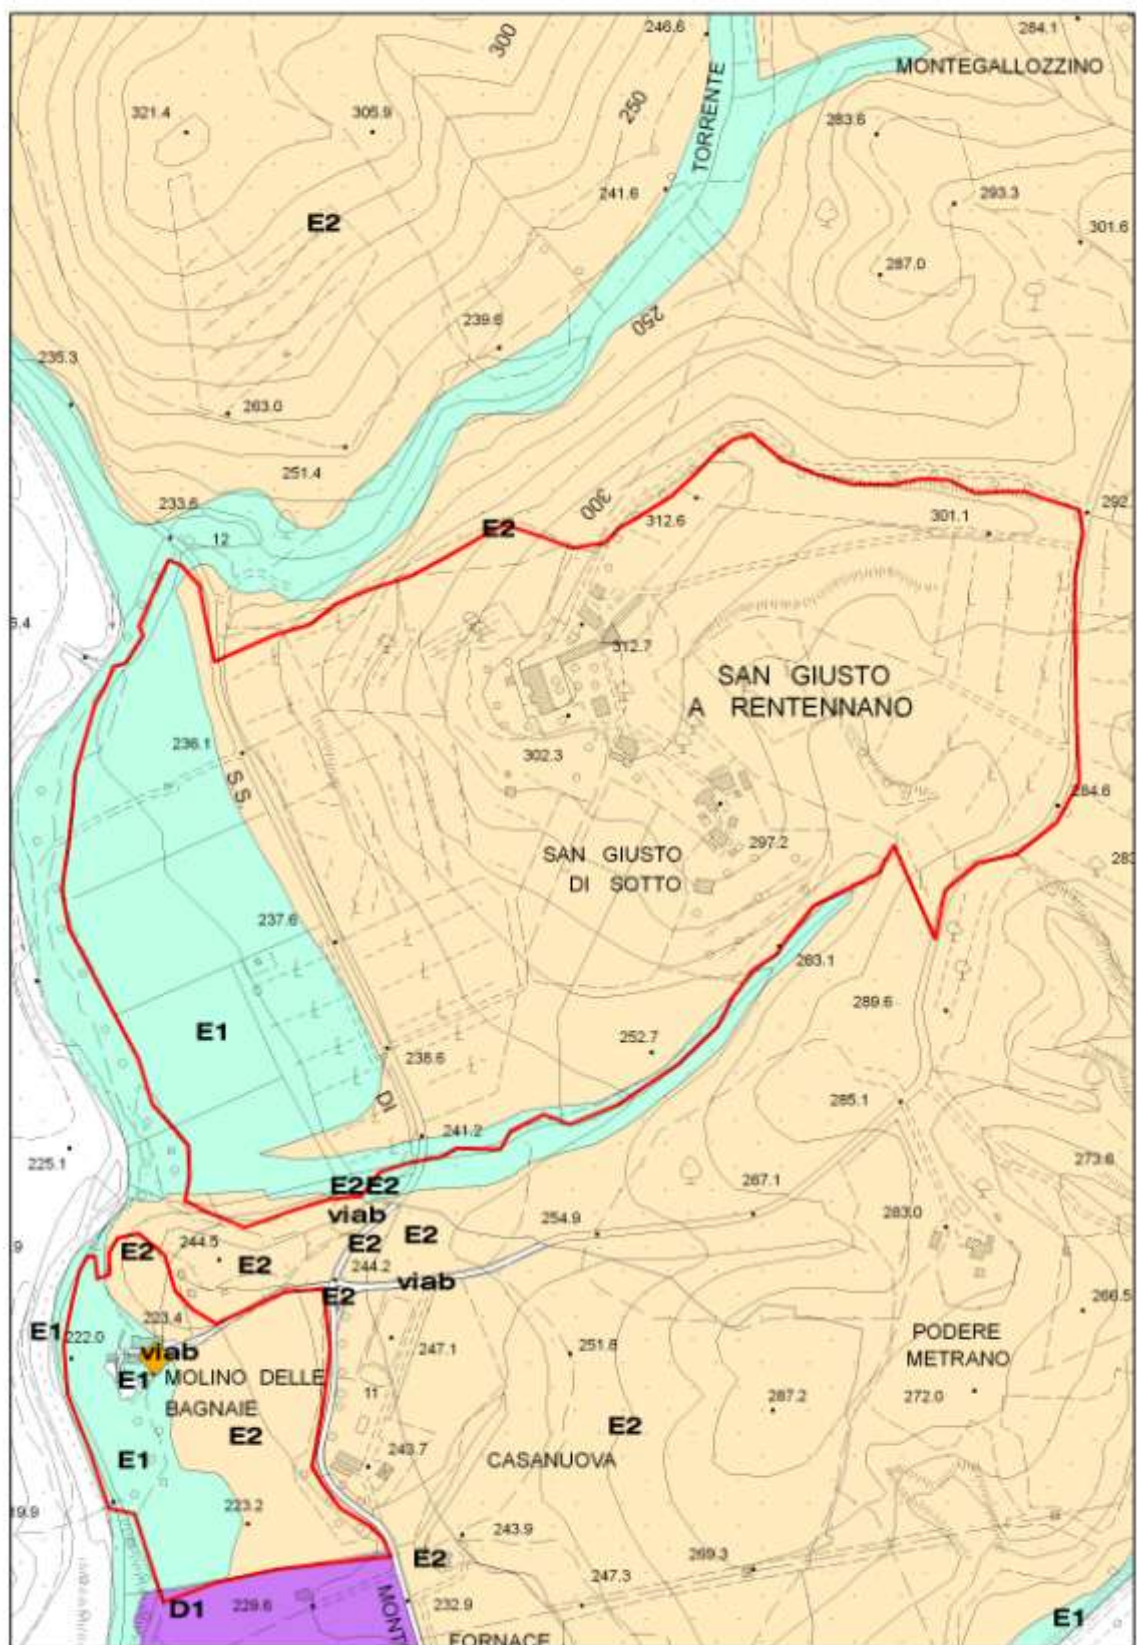 300
246.6
284.1
MONTEGALLOZZINO
TORRENTE
250
321.4
305.9
283.6
241.6
293.3
E2
301.6
287.0
239.6
250
235.3
263.0
251.4
233.6
300
312.6
292
E2
301.1
12
312.7
SAN GIUSTO
A RENTENNANO
236.1
302.3
S.S.
284.6
297.2
SAN GIUSTO
DI SOTTO
237.6
263.1
289.6
E1
252.7
238.6
285.1
DI
241.2
225.1
273.6
E2E2
267.1
viab
254.9
283.0
E2
E2
244.5
E2
E2
244.2
viab
E2
266.5
223.4
E1
222.0
PODERE
METRANO
viab
247.1
251.6
E1
MOLINO DELLE
BAGNAIE
11
287.2
272.0
E2
E2
E1
243.7
CASANUOVA
223.2
243.9
E2
269.3
247.3
D1
229.6
MONT
232.9
E1
FORNACE